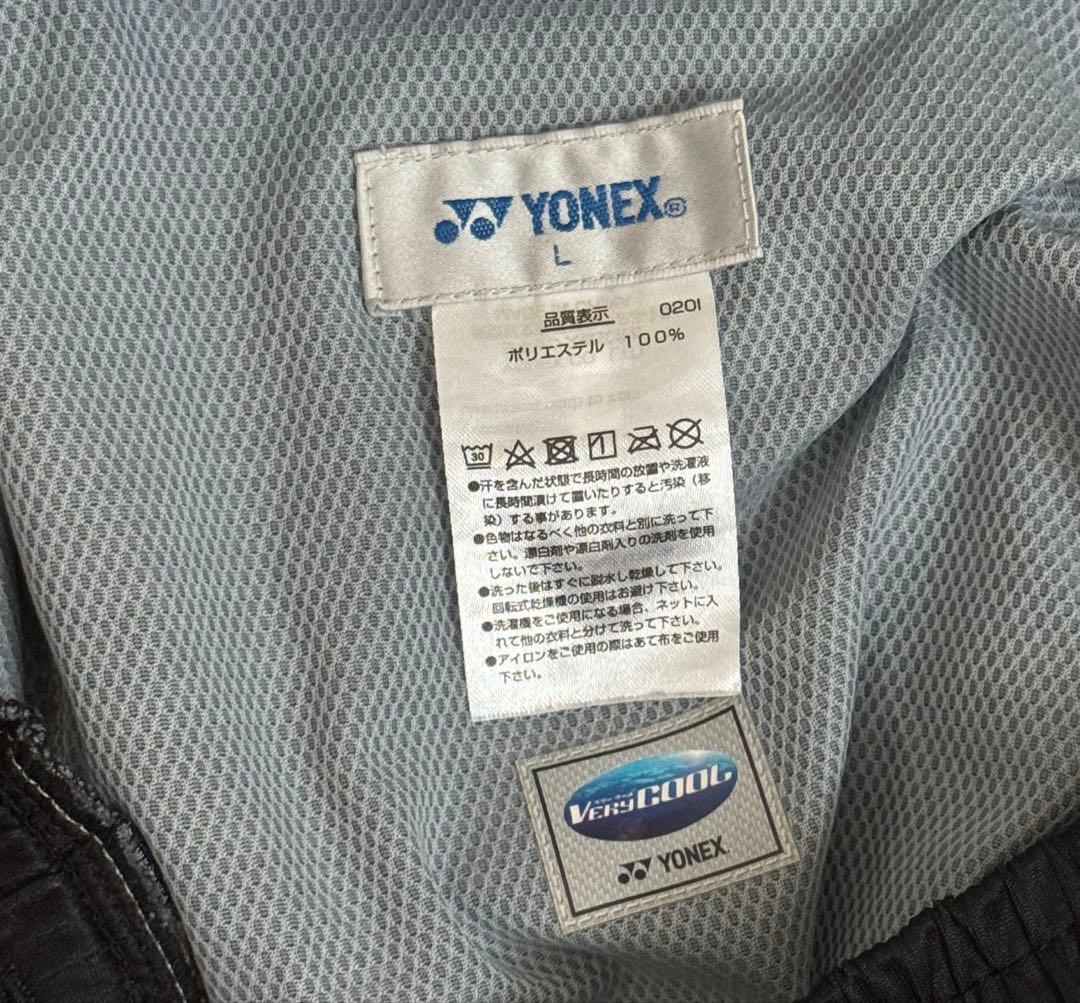 YONEX®
L
品質表示 0201
ポリエステル 100%
30
●汗を含んだ状態で長時間の放置や洗濯液
に長時間漬けて置いたりすると汚染（移
染）する事があります。
●色物はなるべく他の衣料と別に洗って下
さい。漂白剤や漂白剤入りの洗剤を使用
しないで下さい。
●洗った後はすぐに脱水し乾燥して下さい。
回転式乾燥機の使用はお避け下さい。
●洗濯機をご使用になる場合、ネットに入
れて他の衣料と分けて洗って下さい。
●アイロンをご使用の際はあて布をご使用
下さい。
ベリークール
VERYCOOL
YONEX